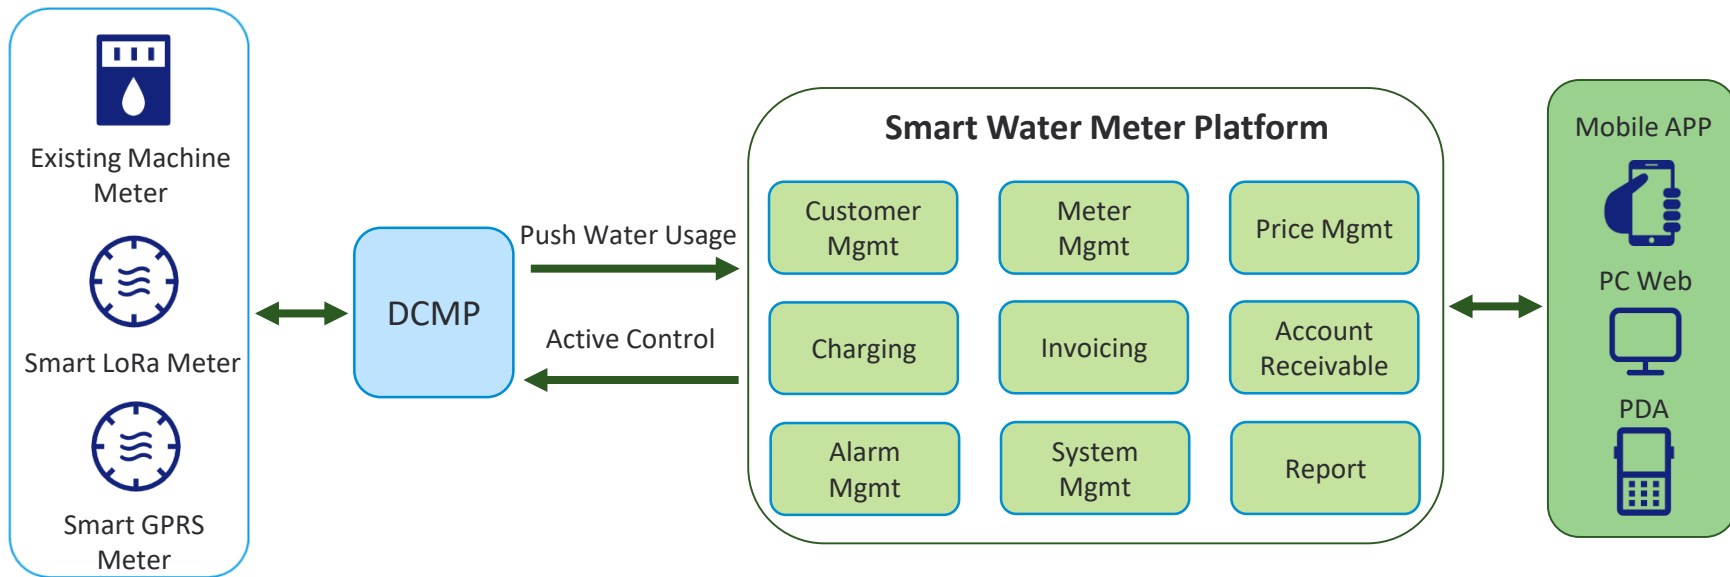 Existing Machine
Meter
Smart LoRa Meter
Smart GPRS
Meter
DCMP
Push Water Usage
Active Control
Smart Water Meter Platform
Customer
Mgmt
Meter
Mgmt
Price Mgmt
Charging
Invoicing
Account
Receivable
Alarm
Mgmt
System
Mgmt
Report
Mobile APP
PC Web
PDA